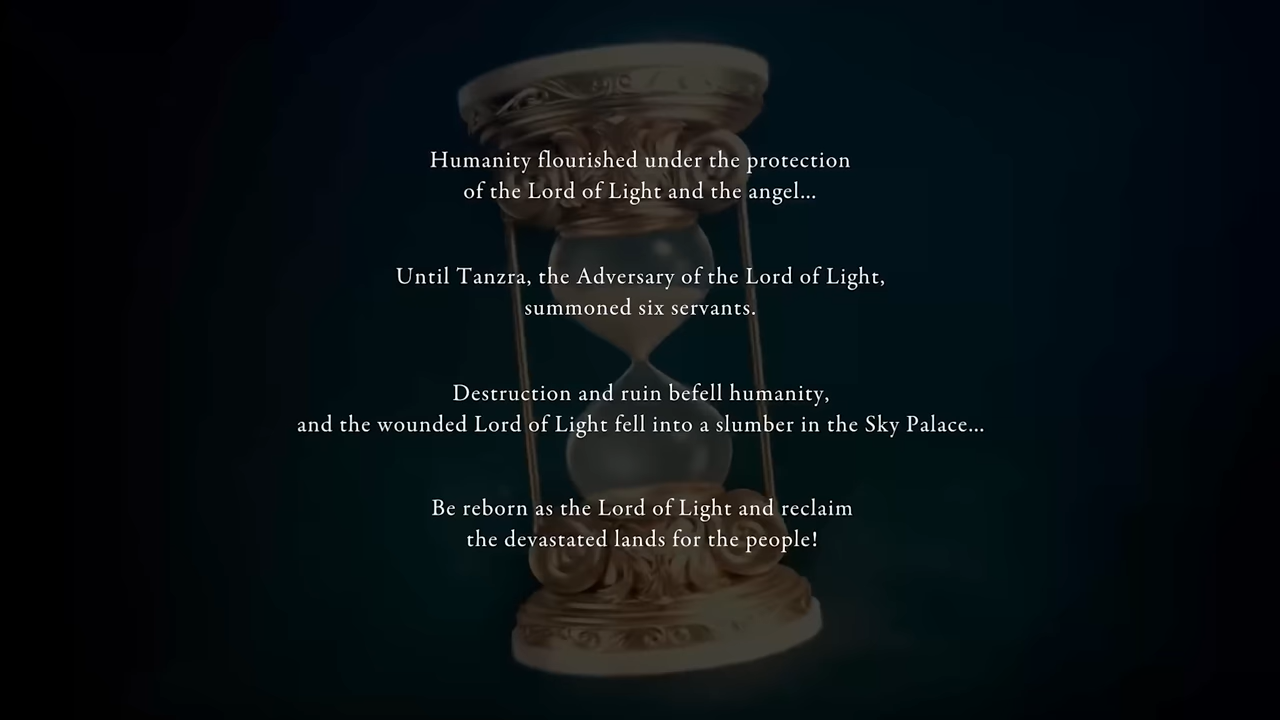 Humanity flourished under the protection
of the Lord of Light and the angel...
Until Tanzra, the Adversary of the Lord of Light,
summoned six servants.
Destruction and ruin befell humanity,
and the wounded Lord of Light fell into a slumber in the Sky Palace...
Be reborn as the Lord of Light and reclaim
the devastated lands for the people!